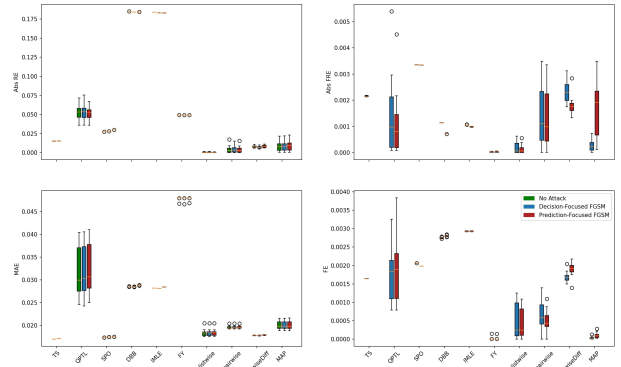 Abs RE
0.175
0.150
0.125
0.100
0.075
0.050
0.025
0.000
Abs FRE
0.005
0.004
0.003
0.002
0.001
0.000
MAE
0.045
0.040
0.035
0.030
0.025
0.020
TS
QPTL
SPO
DBB
IMLE
FY
MAP
FE
0.0040
0.0035
0.0030
0.0025
0.0020
0.0015
0.0010
0.0005
0.0000
No Attack
Decision-Focused FGSM
Prediction-Focused FGSM
TS
QPTL
SPO
DBB
IMLE
FY
MAP